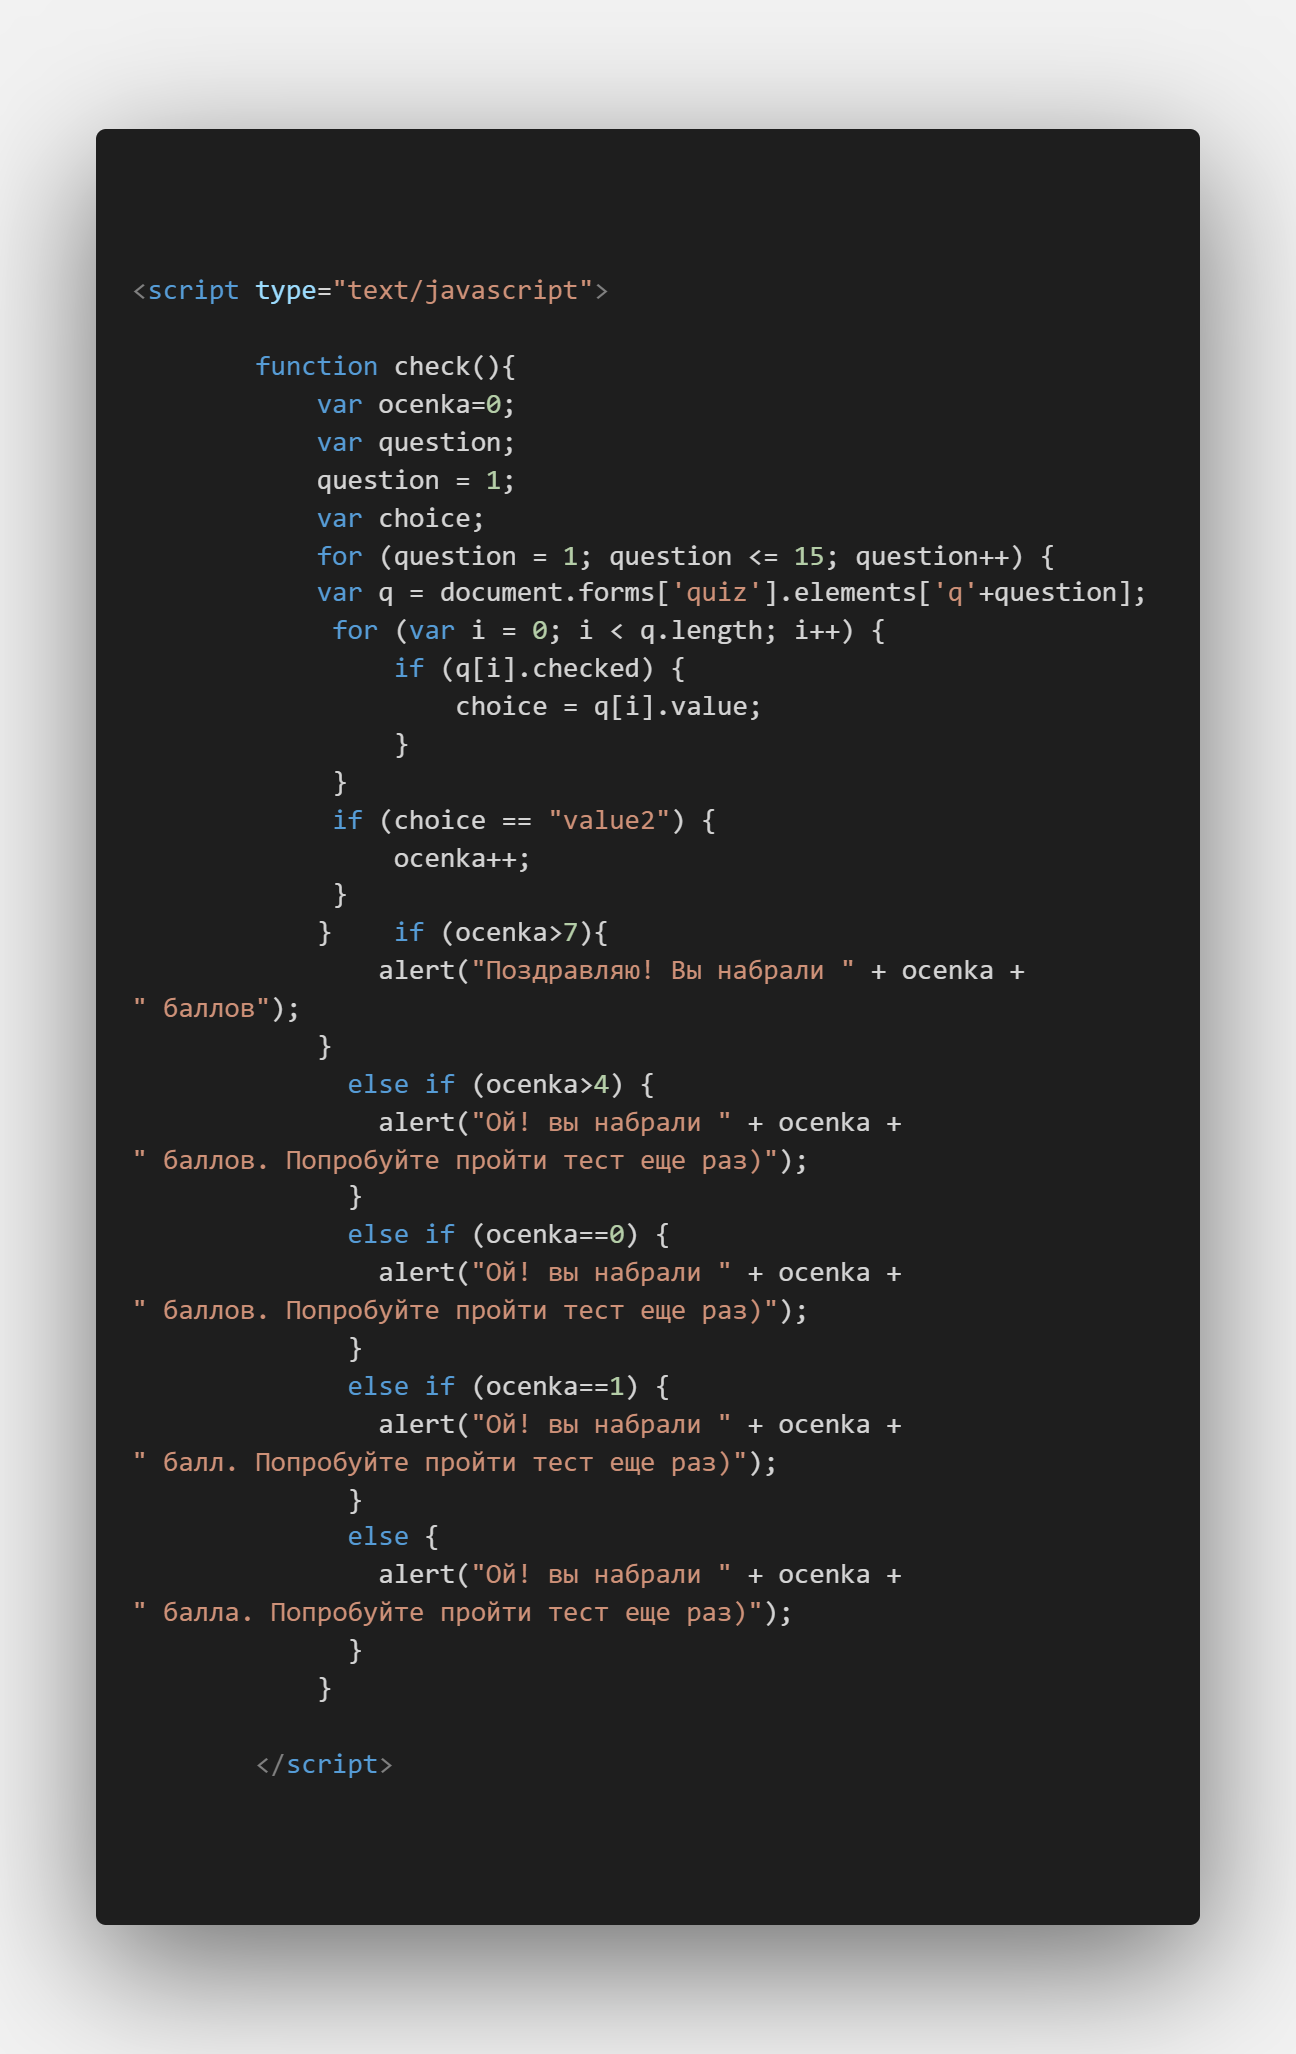 <script type="text/javascript">
function check(){
var ocenka=0;
var question;
question = 1;
var choice;
for (question = 1; question <= 15; question++) {
var q = document.forms['quiz'].elements['q'+question];
for (var i = 0; i < q.length; i++) {
if (q[i].checked) {
choice = q[i].value;
}
}
if (choice == "value2") {
ocenka++;
}
}    if (ocenka>7){
alert("Поздравляю! Вы набрали " + ocenka +
" баллов");
}
else if (ocenka>4) {
alert("Ой! вы набрали " + ocenka +
" баллов. Попробуйте пройти тест еще раз)");
}
else if (ocenka==0) {
alert("Ой! вы набрали " + ocenka +
" баллов. Попробуйте пройти тест еще раз)");
}
else if (ocenka==1) {
alert("Ой! вы набрали " + ocenka +
" балл. Попробуйте пройти тест еще раз)");
}
else {
alert("Ой! вы набрали " + ocenka +
" балла. Попробуйте пройти тест еще раз)");
}
}
</script>